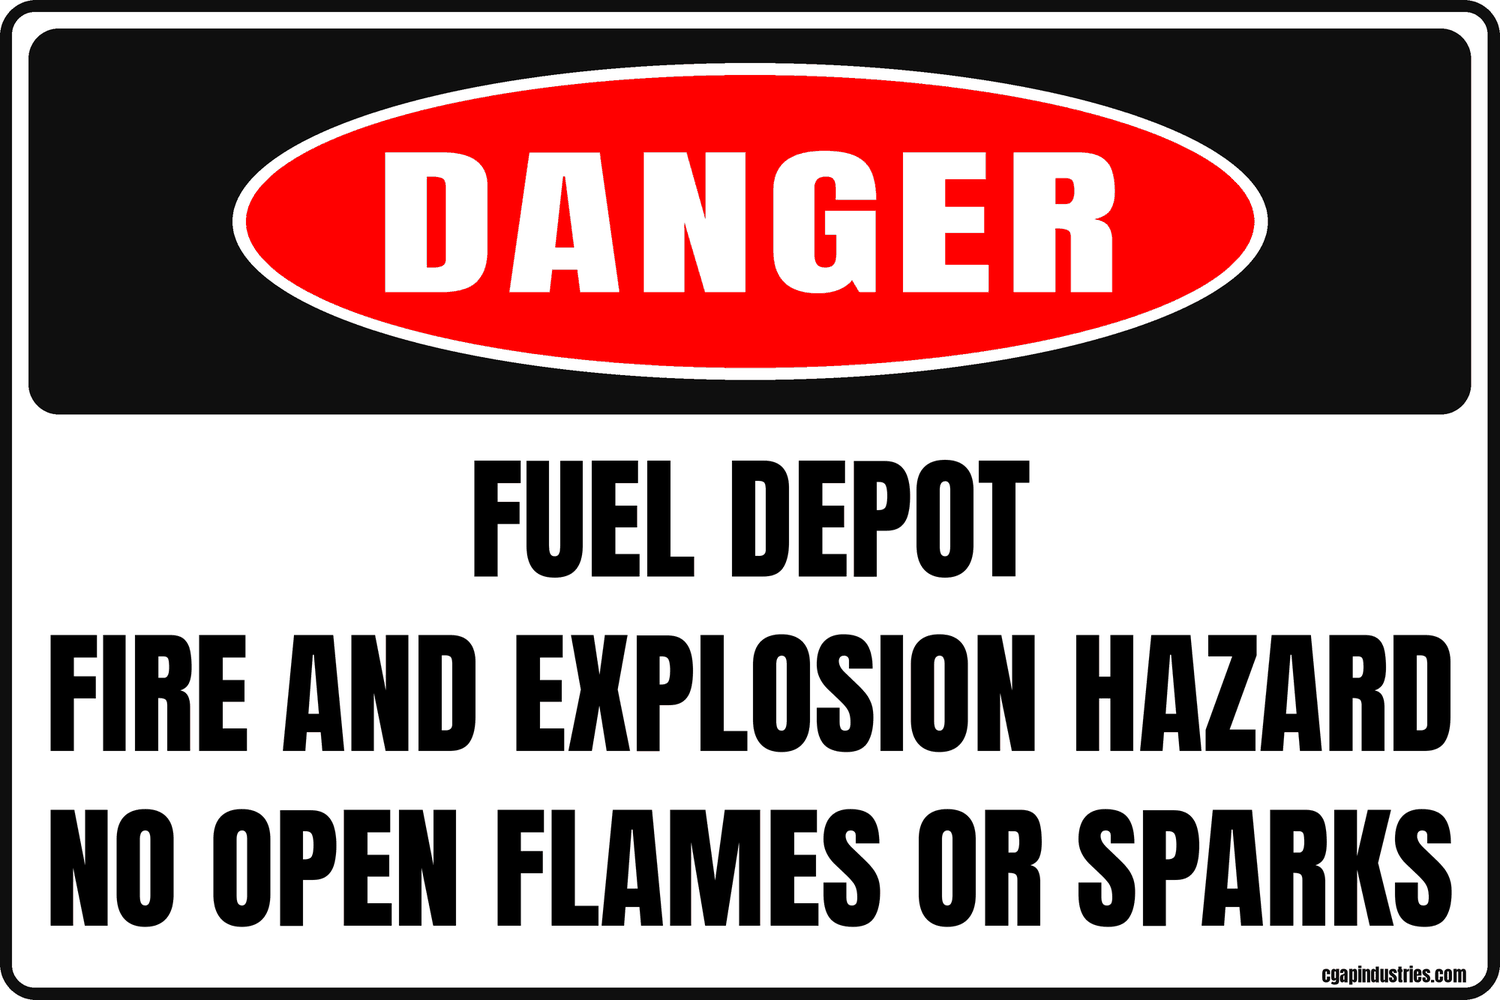 DANGER
FUEL DEPOT
FIRE AND EXPLOSION HAZARD
NO OPEN FLAMES OR SPARKS
cgapindustries.com